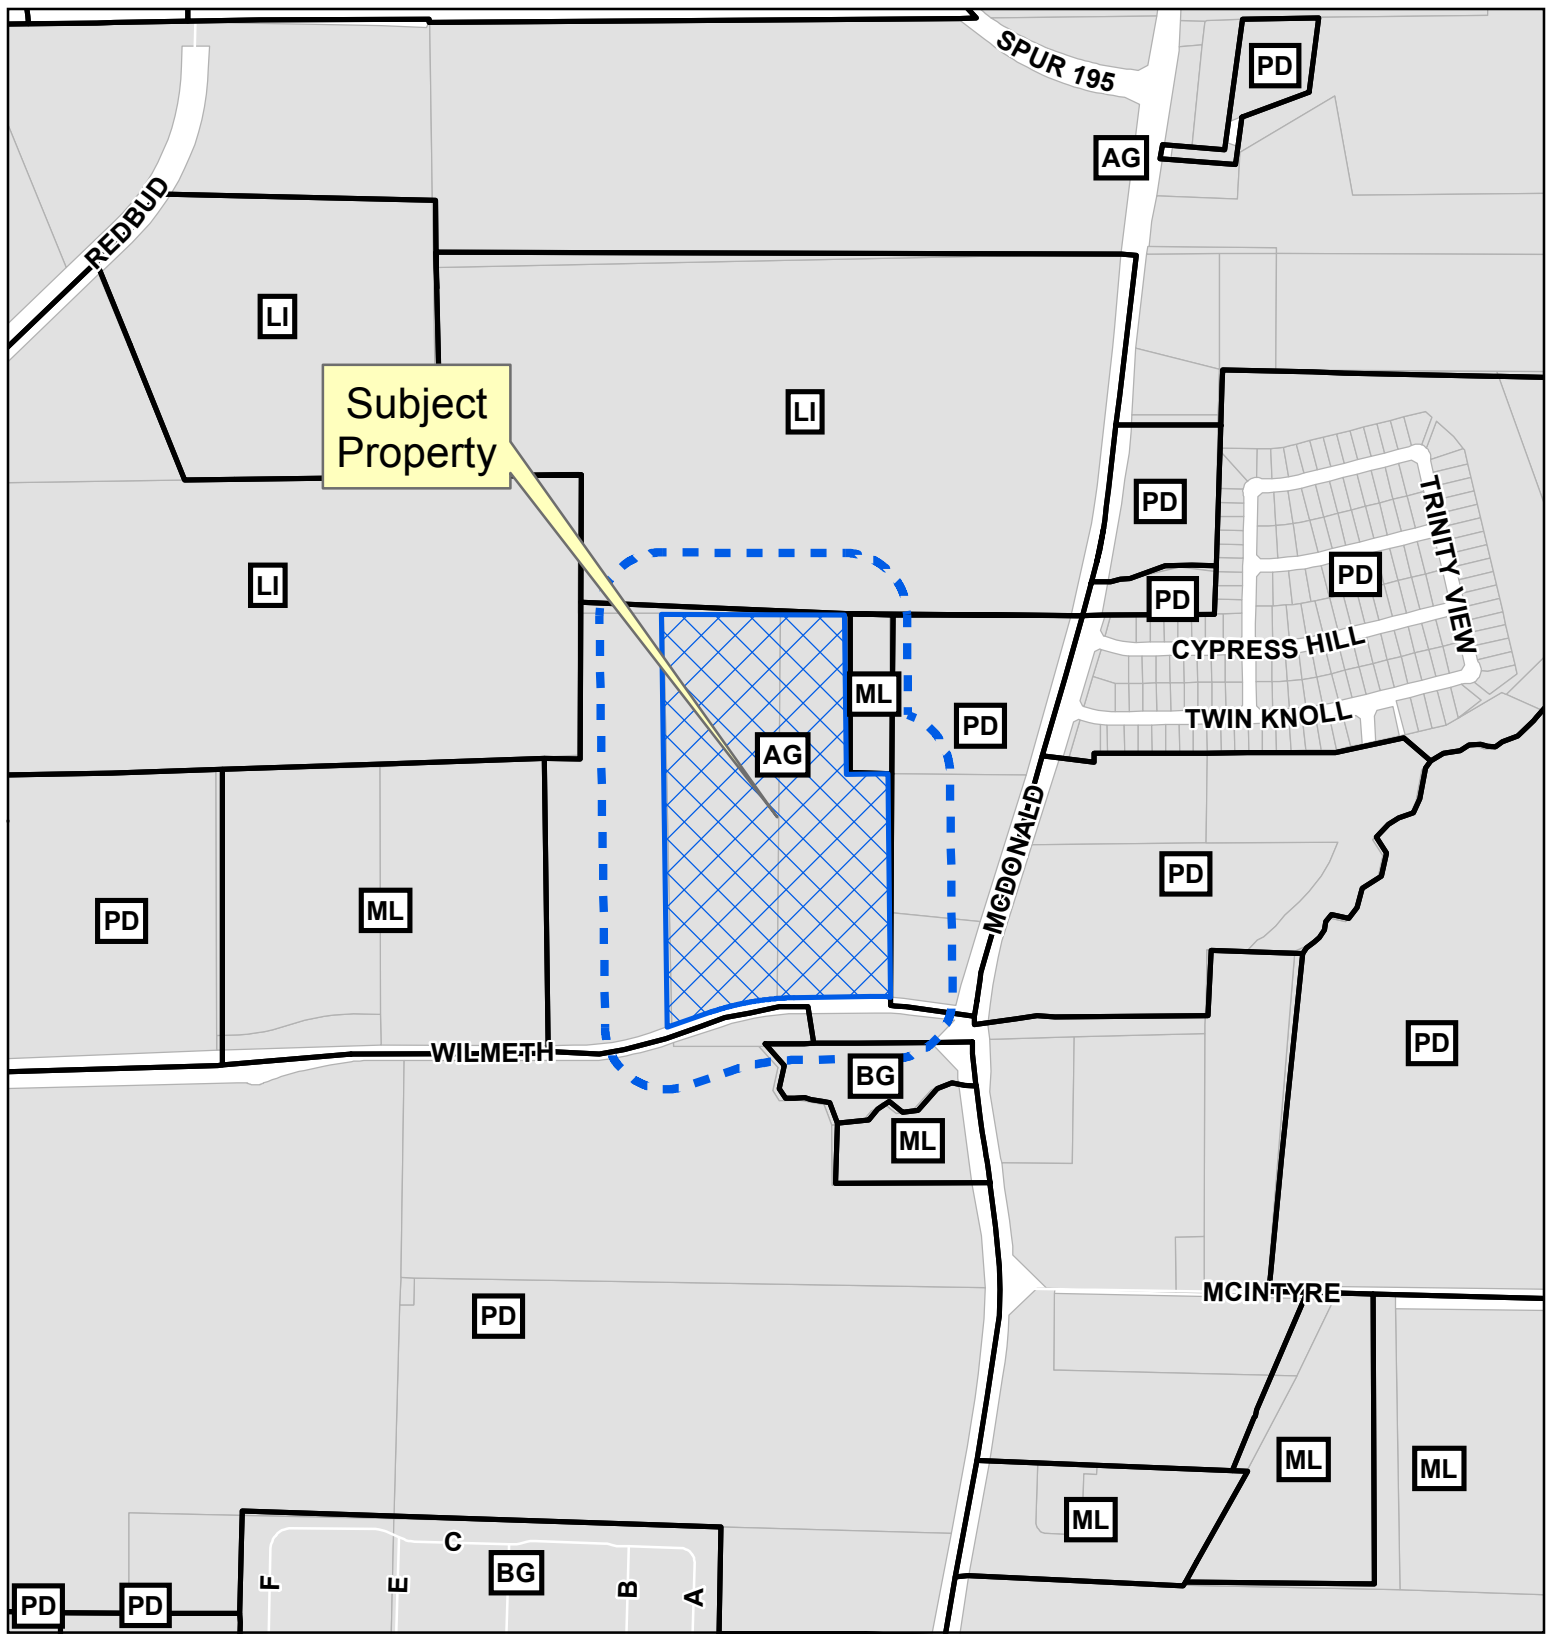 SPUR 195
PD
AG
REDBUD
LI
Subject
Property
LI
PD
TRINITY VIEW
LI
PD
PD
CYPRESS HILL
ML
TWIN KNOLL
PD
AG
MCDONALD
PD
PD
ML
WILMETH
PD
BG
ML
MCINTYRE
PD
ML
ML
ML
C
BG
F
E
B
A
PD
PD